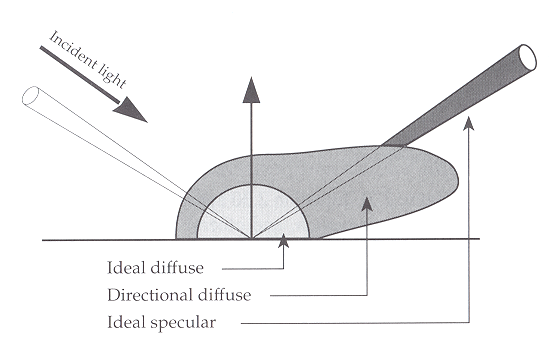 Incident light
Ideal diffuse
Directional diffuse
Ideal specular